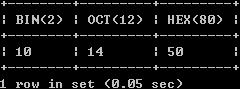 +--------+---------+---------+
| BIN(2) | OCT(12) | HEX(80) |
+--------+---------+---------+
| 10     | 14      | 50      |
+--------+---------+---------+
1 row in set (0.05 sec)